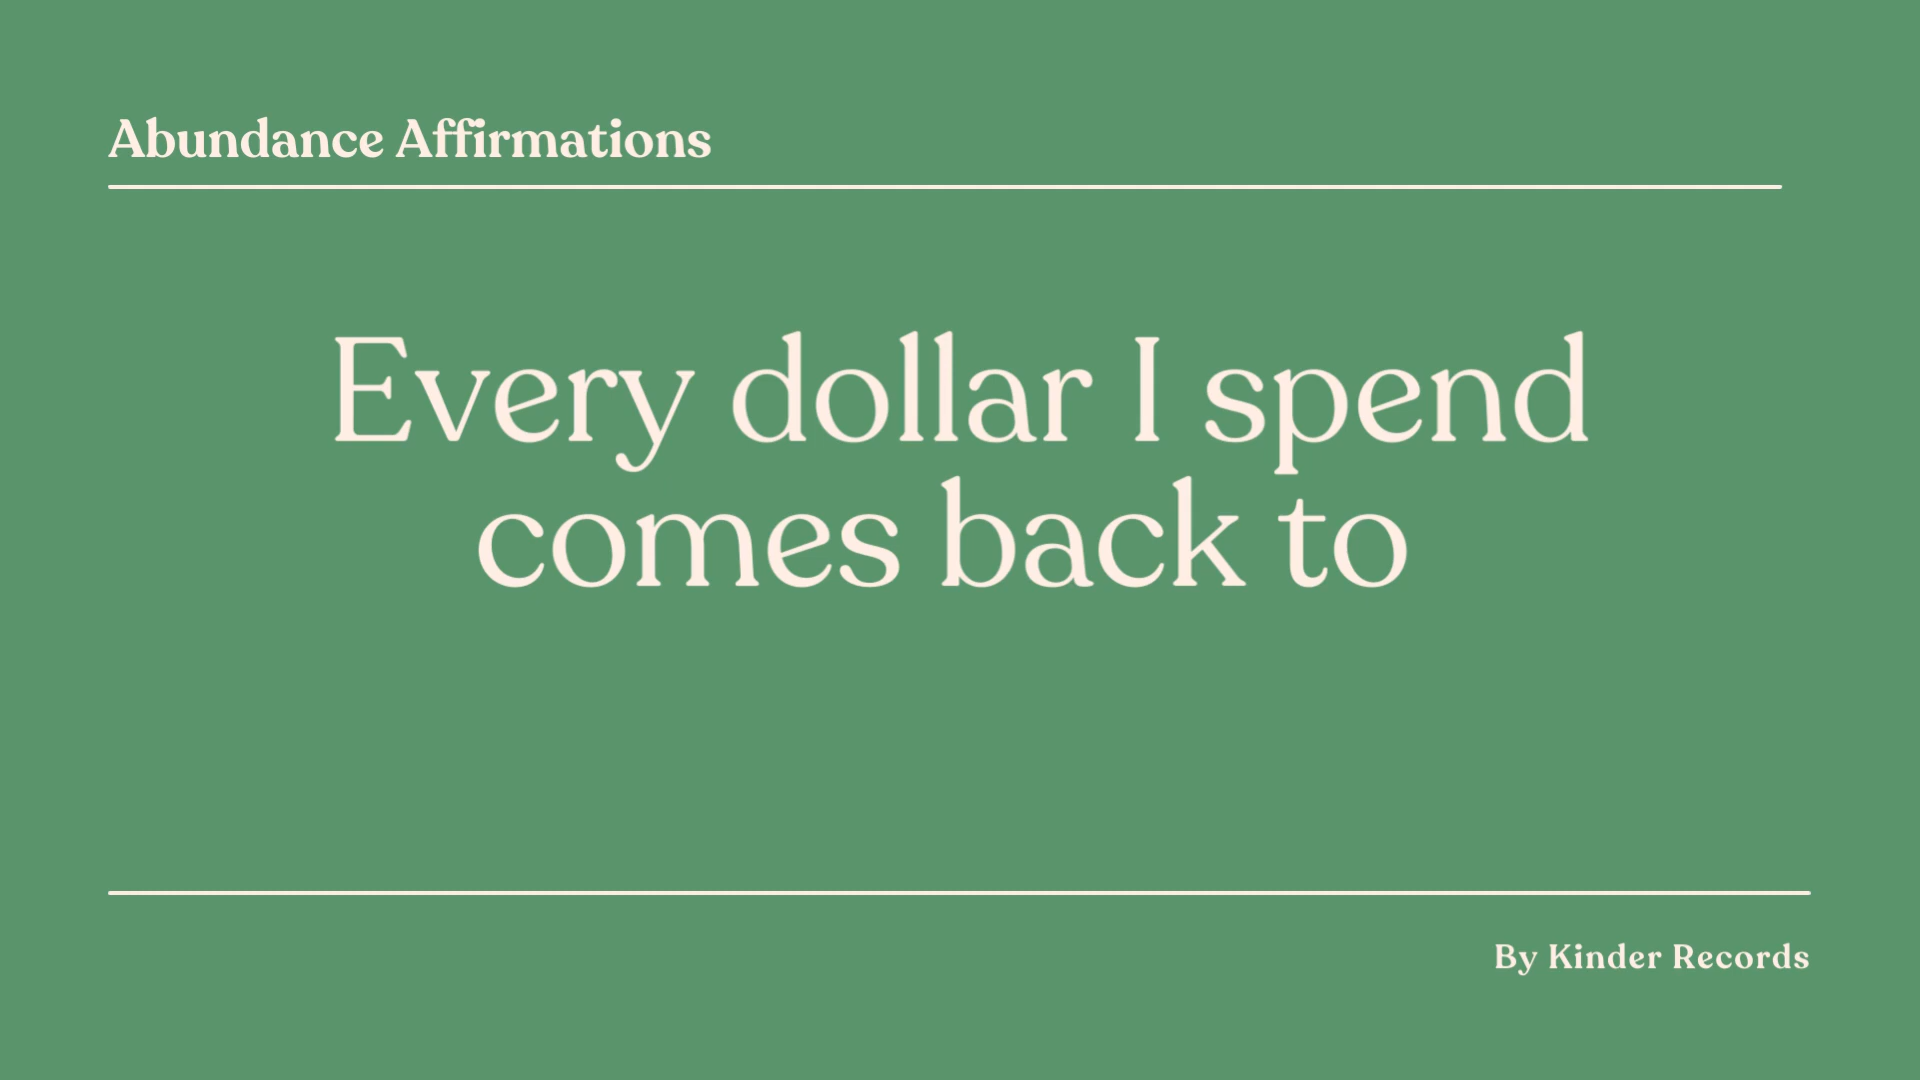 Abundance Affirmations
Every dollar I spend
comes back to
By Kinder Records